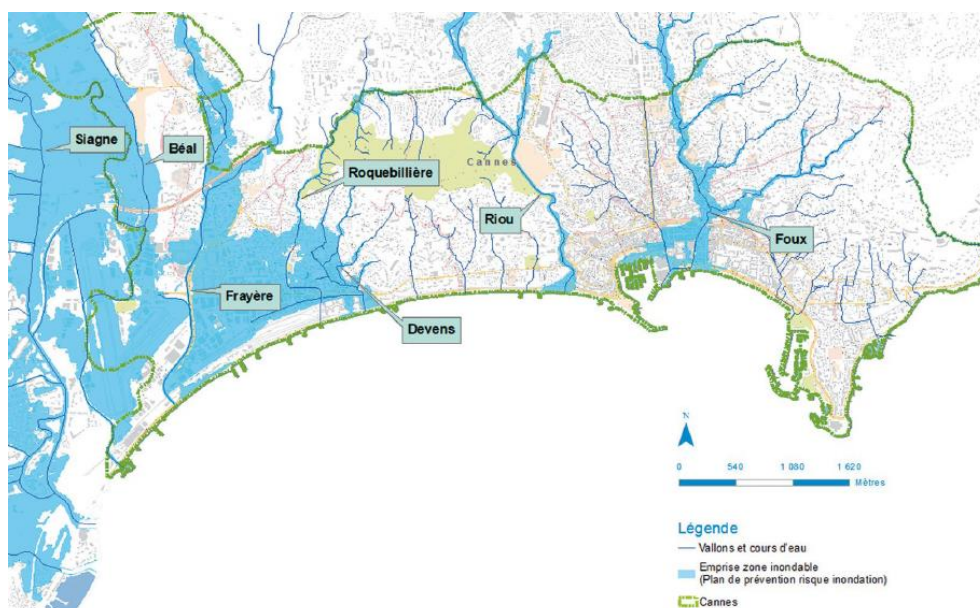 Siagne
Béal
Roquebillière
Cannes
Riou
Foux
Frayère
Devens
N
0 540 1 080 1 620
Mètres
Légende
Vallons et cours d'eau
Emprise zone inondable
(Plan de prévention risque inondation)
Cannes